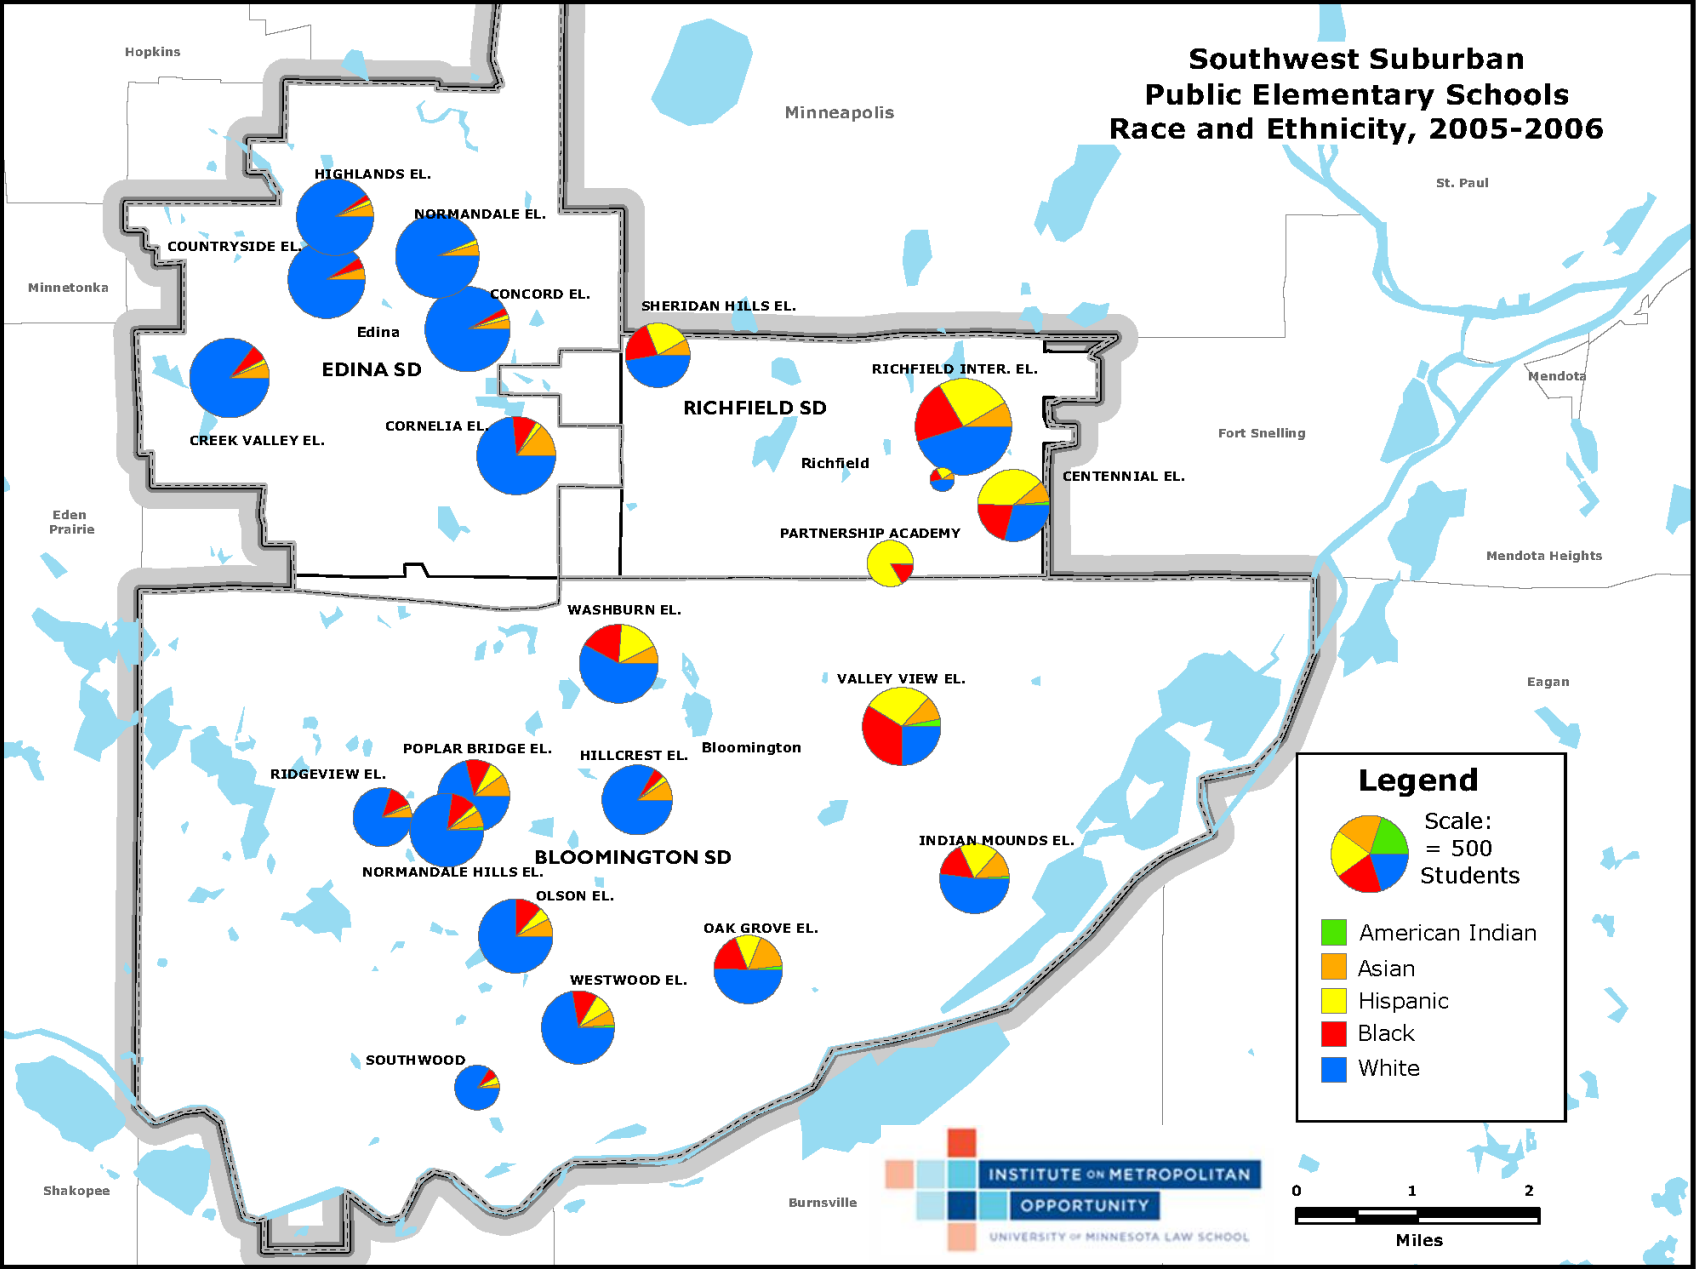 Southwest Suburban
Public Elementary Schools
Race and Ethnicity, 2005-2006
Hopkins
Minneapolis
St. Paul
HIGHLANDS EL.
NORMANDALE EL.
COUNTRYSIDE EL.
Minnetonka
CONCORD EL.
SHERIDAN HILLS EL.
Edina
EDINA SD
RICHFIELD INTER. EL.
Mendota
RICHFIELD SD
CORNELIA EL.
CREEK VALLEY EL.
Fort Snelling
Richfield
CENTENNIAL EL.
Eden
Prairie
PARTNERSHIP ACADEMY
Mendota Heights
WASHBURN EL.
VALLEY VIEW EL.
Eagan
POPLAR BRIDGE EL.
HILLCREST EL.
Bloomington
RIDGEVIEW EL.
INDIAN MOUNDS EL.
BLOOMINGTON SD
NORMANDALE HILLS EL.
OLSON EL.
OAK GROVE EL.
WESTWOOD EL.
SOUTHWOOD
Legend
Scale:
= 500
Students
American Indian
Asian
Hispanic
Black
White
Shakopee
Burnsville
INSTITUTE ON METROPOLITAN
OPPORTUNITY
UNIVERSITY OF MINNESOTA LAW SCHOOL
0 1 2
Miles